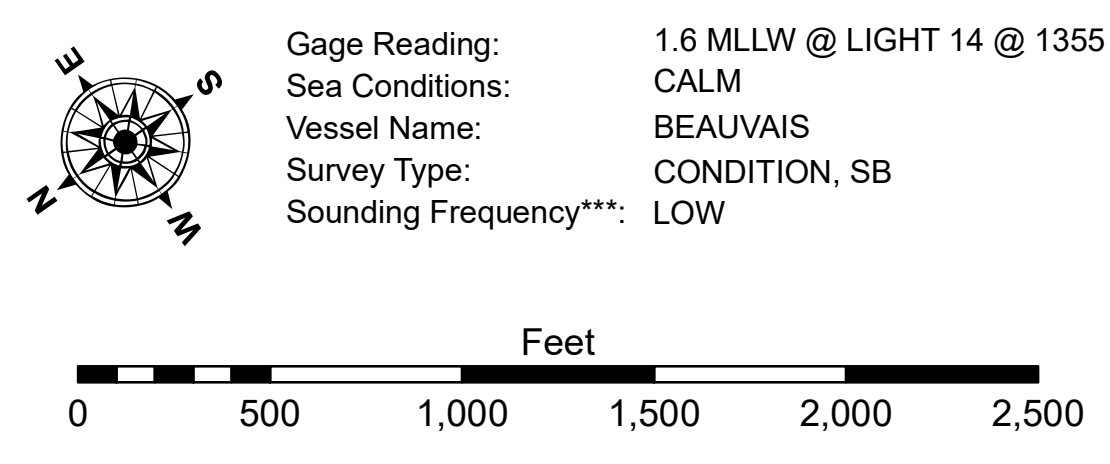 E
S
N
W
Gage Reading: 1.6 MLLW @ LIGHT 14 @ 1355
Sea Conditions: CALM
Vessel Name: BEAUVAIS
Survey Type: CONDITION, SB
Sounding Frequency***: LOW
Feet
0 500 1,000 1,500 2,000 2,500